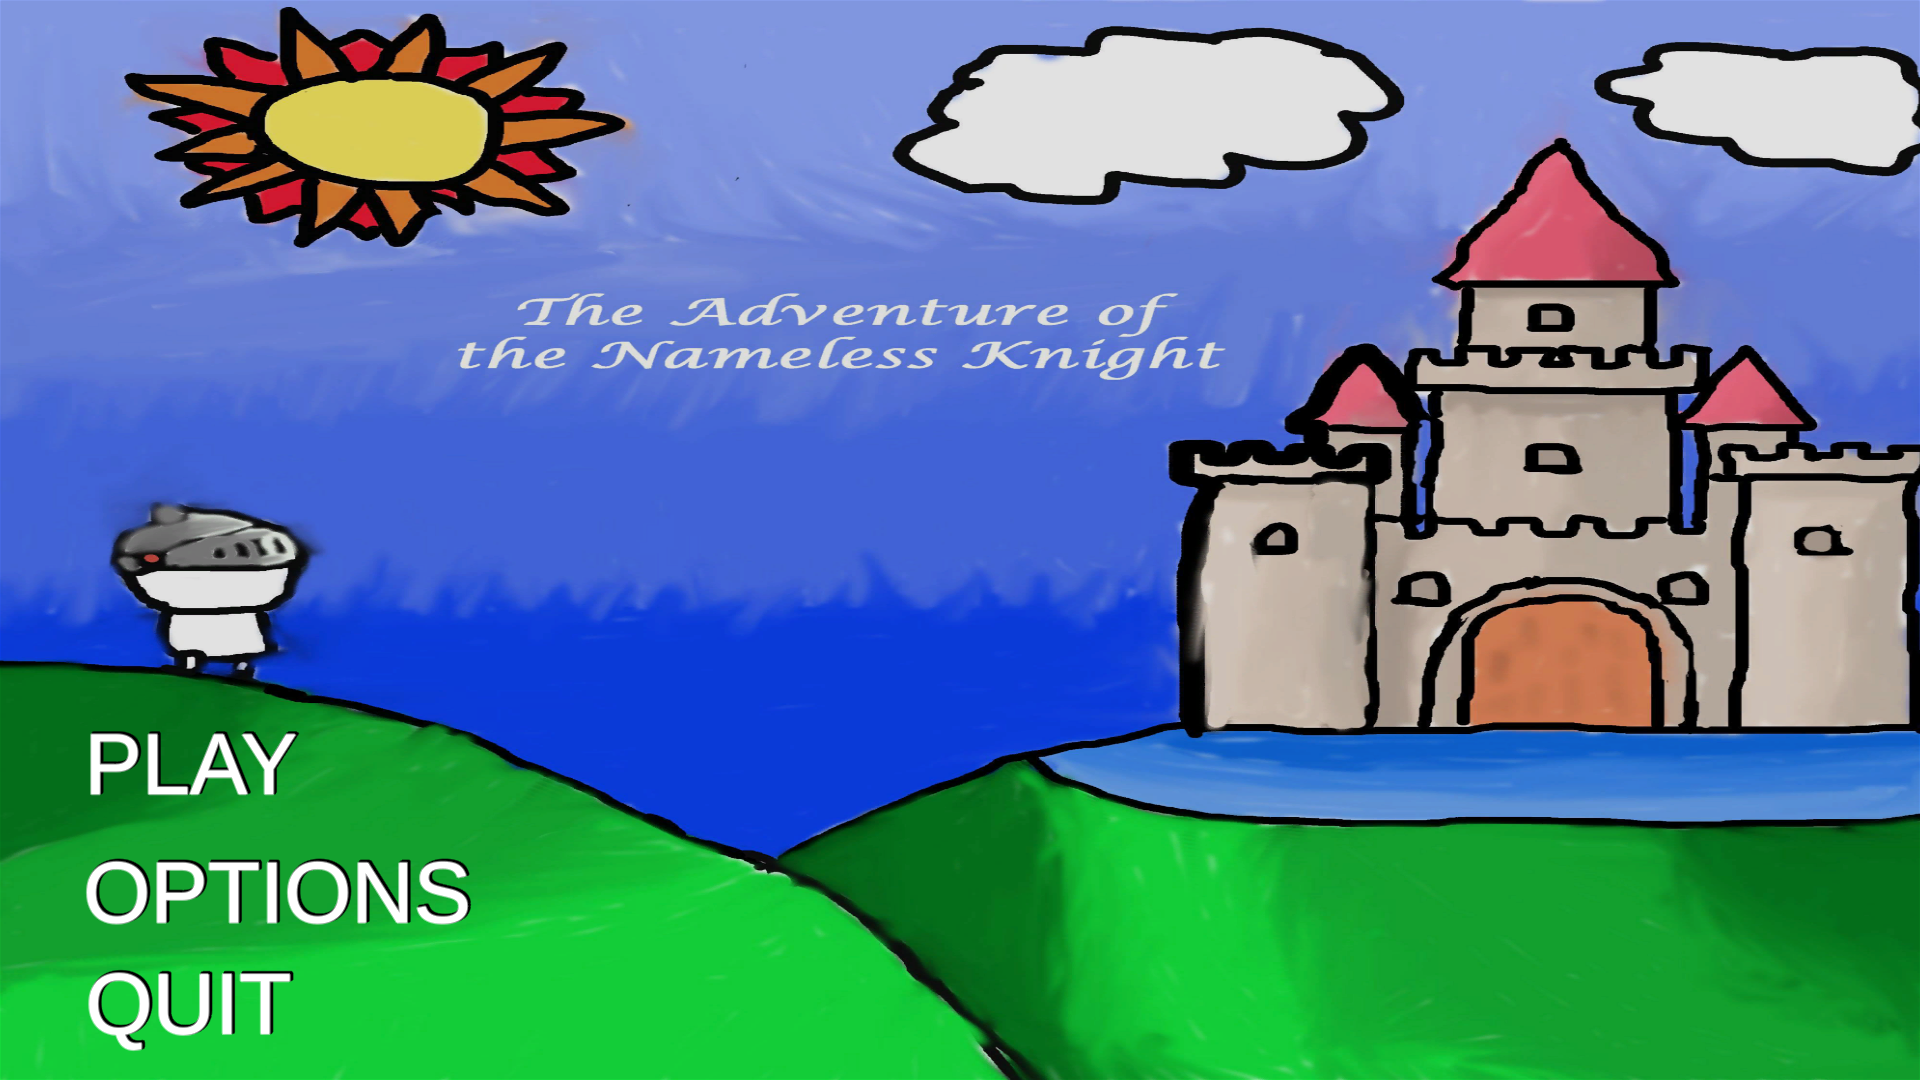 The Adventure of
the Nameless Knight
PLAY
OPTIONS
QUIT